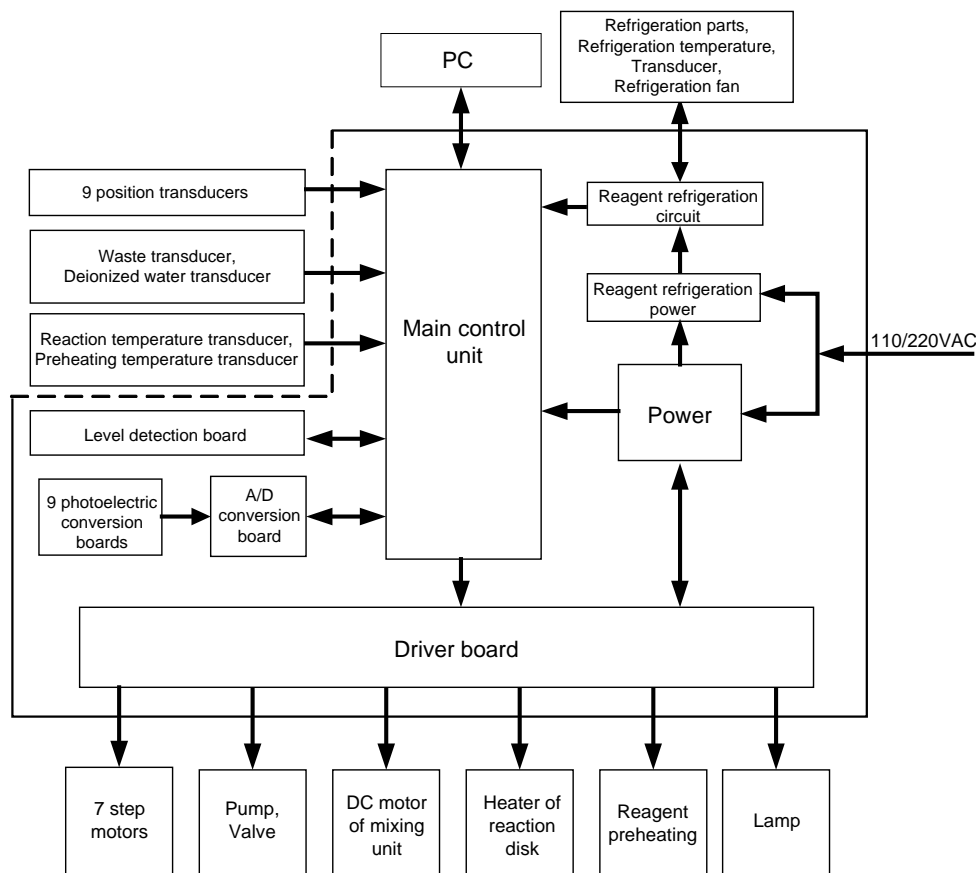 PC
Refrigeration parts,
Refrigeration temperature,
Transducer,
Refrigeration fan
9 position transducers
Waste transducer,
Deionized water transducer
Reaction temperature transducer,
Preheating temperature transducer
Level detection board
9 photoelectric
conversion
boards
A/D
conversion
board
Main control
unit
Reagent refrigeration
circuit
Reagent refrigeration
power
Power
110/220VAC
Driver board
7 step
motors
Pump,
Valve
DC motor
of mixing
unit
Heater of
reaction
disk
Reagent
preheating
Lamp